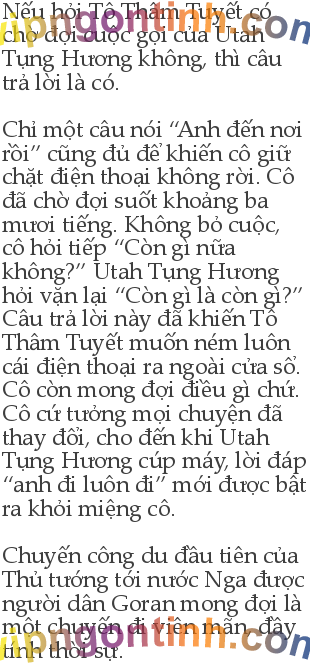 Nếu hỏi Tô Thâm Tuyết có
chờ đợi cuộc gọi của Utah
Tụng Hương không, thì câu
trả lời là có.

Chỉ một câu nói “Anh đến nơi
rồi” cũng đủ để khiến cô giữ
chặt điện thoại không rời. Cô
đã chờ đợi suốt khoảng ba
mươi tiếng. Không bỏ cuộc,
cô hỏi tiếp “Còn gì nữa
không?” Utah Tụng Hương
hỏi vặn lại “Còn gì là còn gì?”
Câu trả lời này đã khiến Tô
Thâm Tuyết muốn ném luôn
cái điện thoại ra ngoài cửa sổ.
Cô còn mong đợi điều gì chứ.
Cô cứ tưởng mọi chuyện đã
thay đổi, cho đến khi Utah
Tụng Hương cúp máy, lời đáp
“anh đi luôn đi” mới được bật
ra khỏi miệng cô.

Chuyến công du đầu tiên của
Thủ tướng tới nước Nga được
người dân Goran mong đợi là
một chuyến đi viên mãn, đầy
tính thời sự.
vipngontinh.com
vipngontinh.com